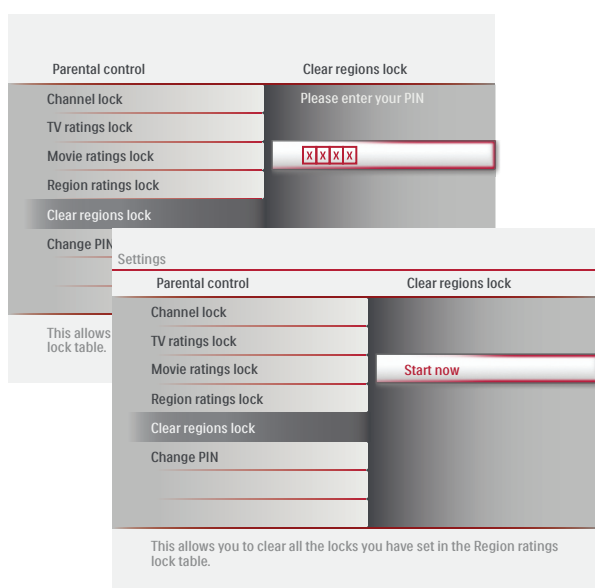 Parental control
Clear regions lock
Channel lock
Please enter your PIN
TV ratings lock
Movie ratings lock
X X X X
Region ratings lock
Clear regions lock
Change PIN
This allows
lock table.
Settings
Parental control
Clear regions lock
Channel lock
TV ratings lock
Movie ratings lock
Start now
Region ratings lock
Clear regions lock
Change PIN
This allows you to clear all the locks you have set in the Region ratings
lock table.